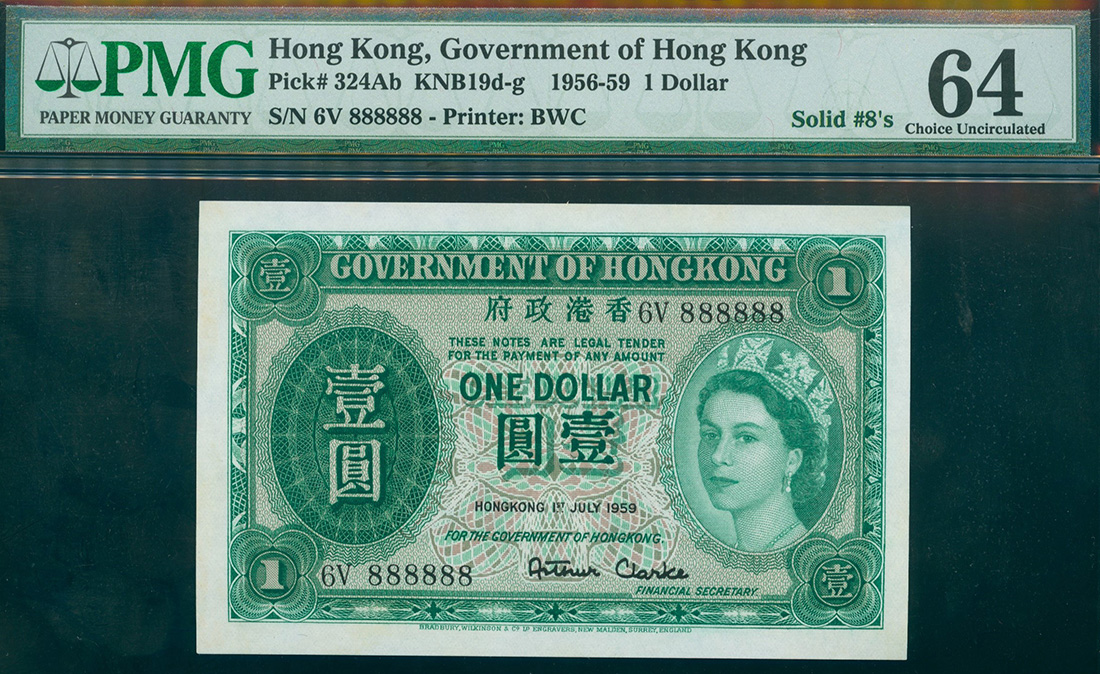 PMG
PAPER MONEY GUARANTY
Hong Kong, Government of Hong Kong
Pick# 324Ab KNB19d-g 1956-59 1 Dollar
S/N 6V 888888 - Printer: BWC
Solid #8's
64
Choice Uncirculated
壹
GOVERNMENT OF HONGKONG
1
府政港香
6V 888888
THESE NOTES ARE LEGAL TENDER
FOR THE PAYMENT OF ANY AMOUNT
ONE DOLLAR
圓壹
壹
圓
HONGKONG 1ST JULY 1959
FOR THE GOVERNMENT OF HONGKONG.
1
6V 888888
Arthur Clarke
FINANCIAL SECRETARY.
壹
BRADBURY, WILKINSON & Co. Ld. ENGRAVERS, NEW MALDEN, SURREY, ENGLAND